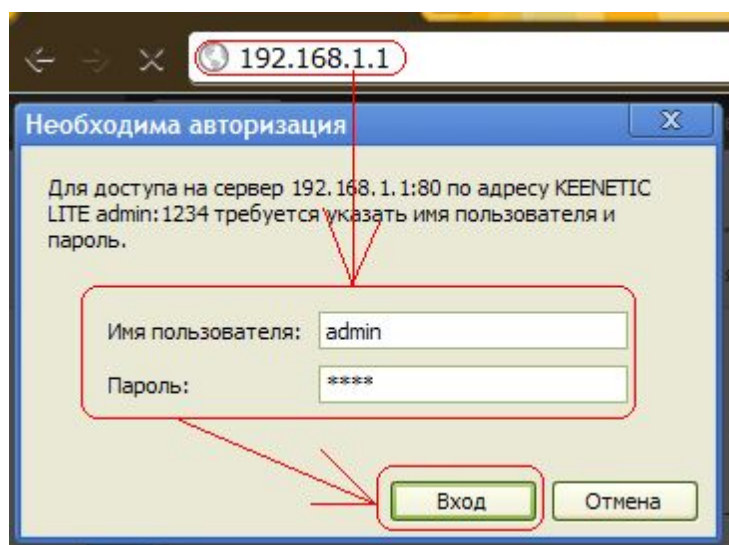 192.168.1.1
Необходима авторизация
Для доступа на сервер 192.168.1.1:80 по адресу KEENETIC
LITE admin:1234 требуется указать имя пользователя и
пароль.
Имя пользователя: admin
Пароль: ****
Вход Отмена